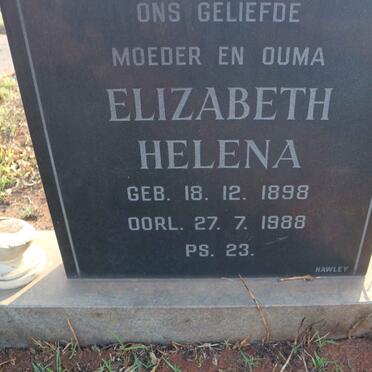 ONS GELIEFDE
MOEDER EN OUMA
ELIZABETH
HELENA
GEB. 18. 12. 1898
OORL. 27. 7. 1988
PS. 23.
HAWLEY